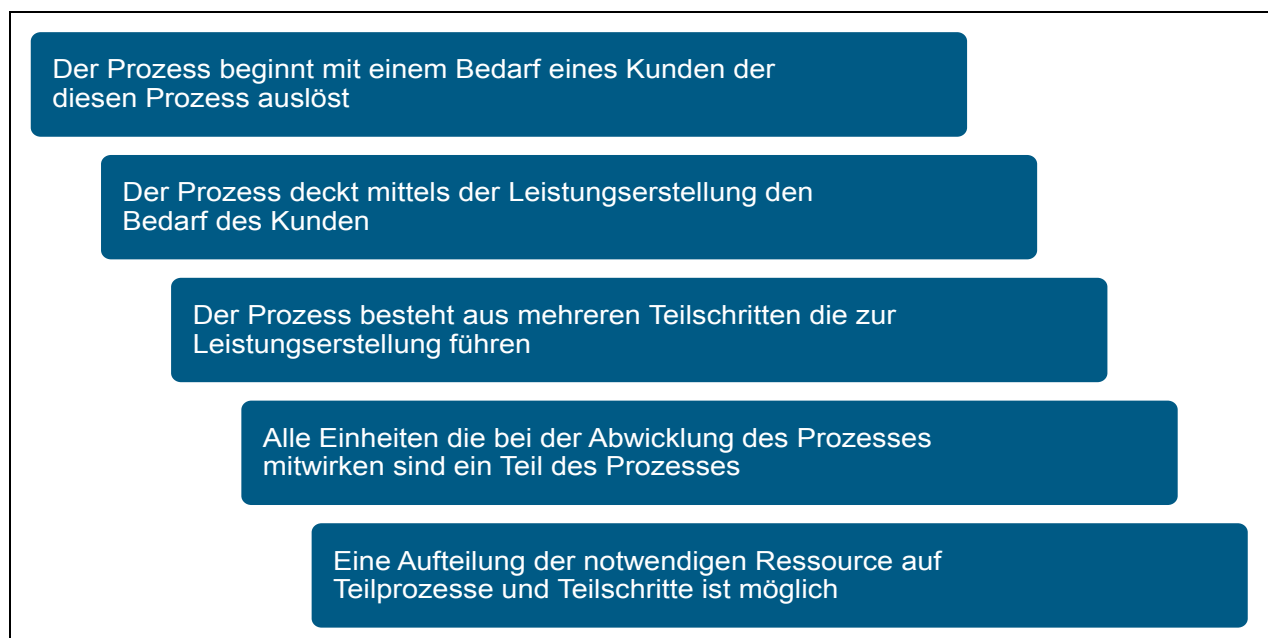 Der Prozess beginnt mit einem Bedarf eines Kunden der
diesen Prozess auslöst
Der Prozess deckt mittels der Leistungserstellung den
Bedarf des Kunden
Der Prozess besteht aus mehreren Teilschritten die zur
Leistungserstellung führen
Alle Einheiten die bei der Abwicklung des Prozesses
mitwirken sind ein Teil des Prozesses
Eine Aufteilung der notwendigen Ressource auf
Teilprozesse und Teilschritte ist möglich